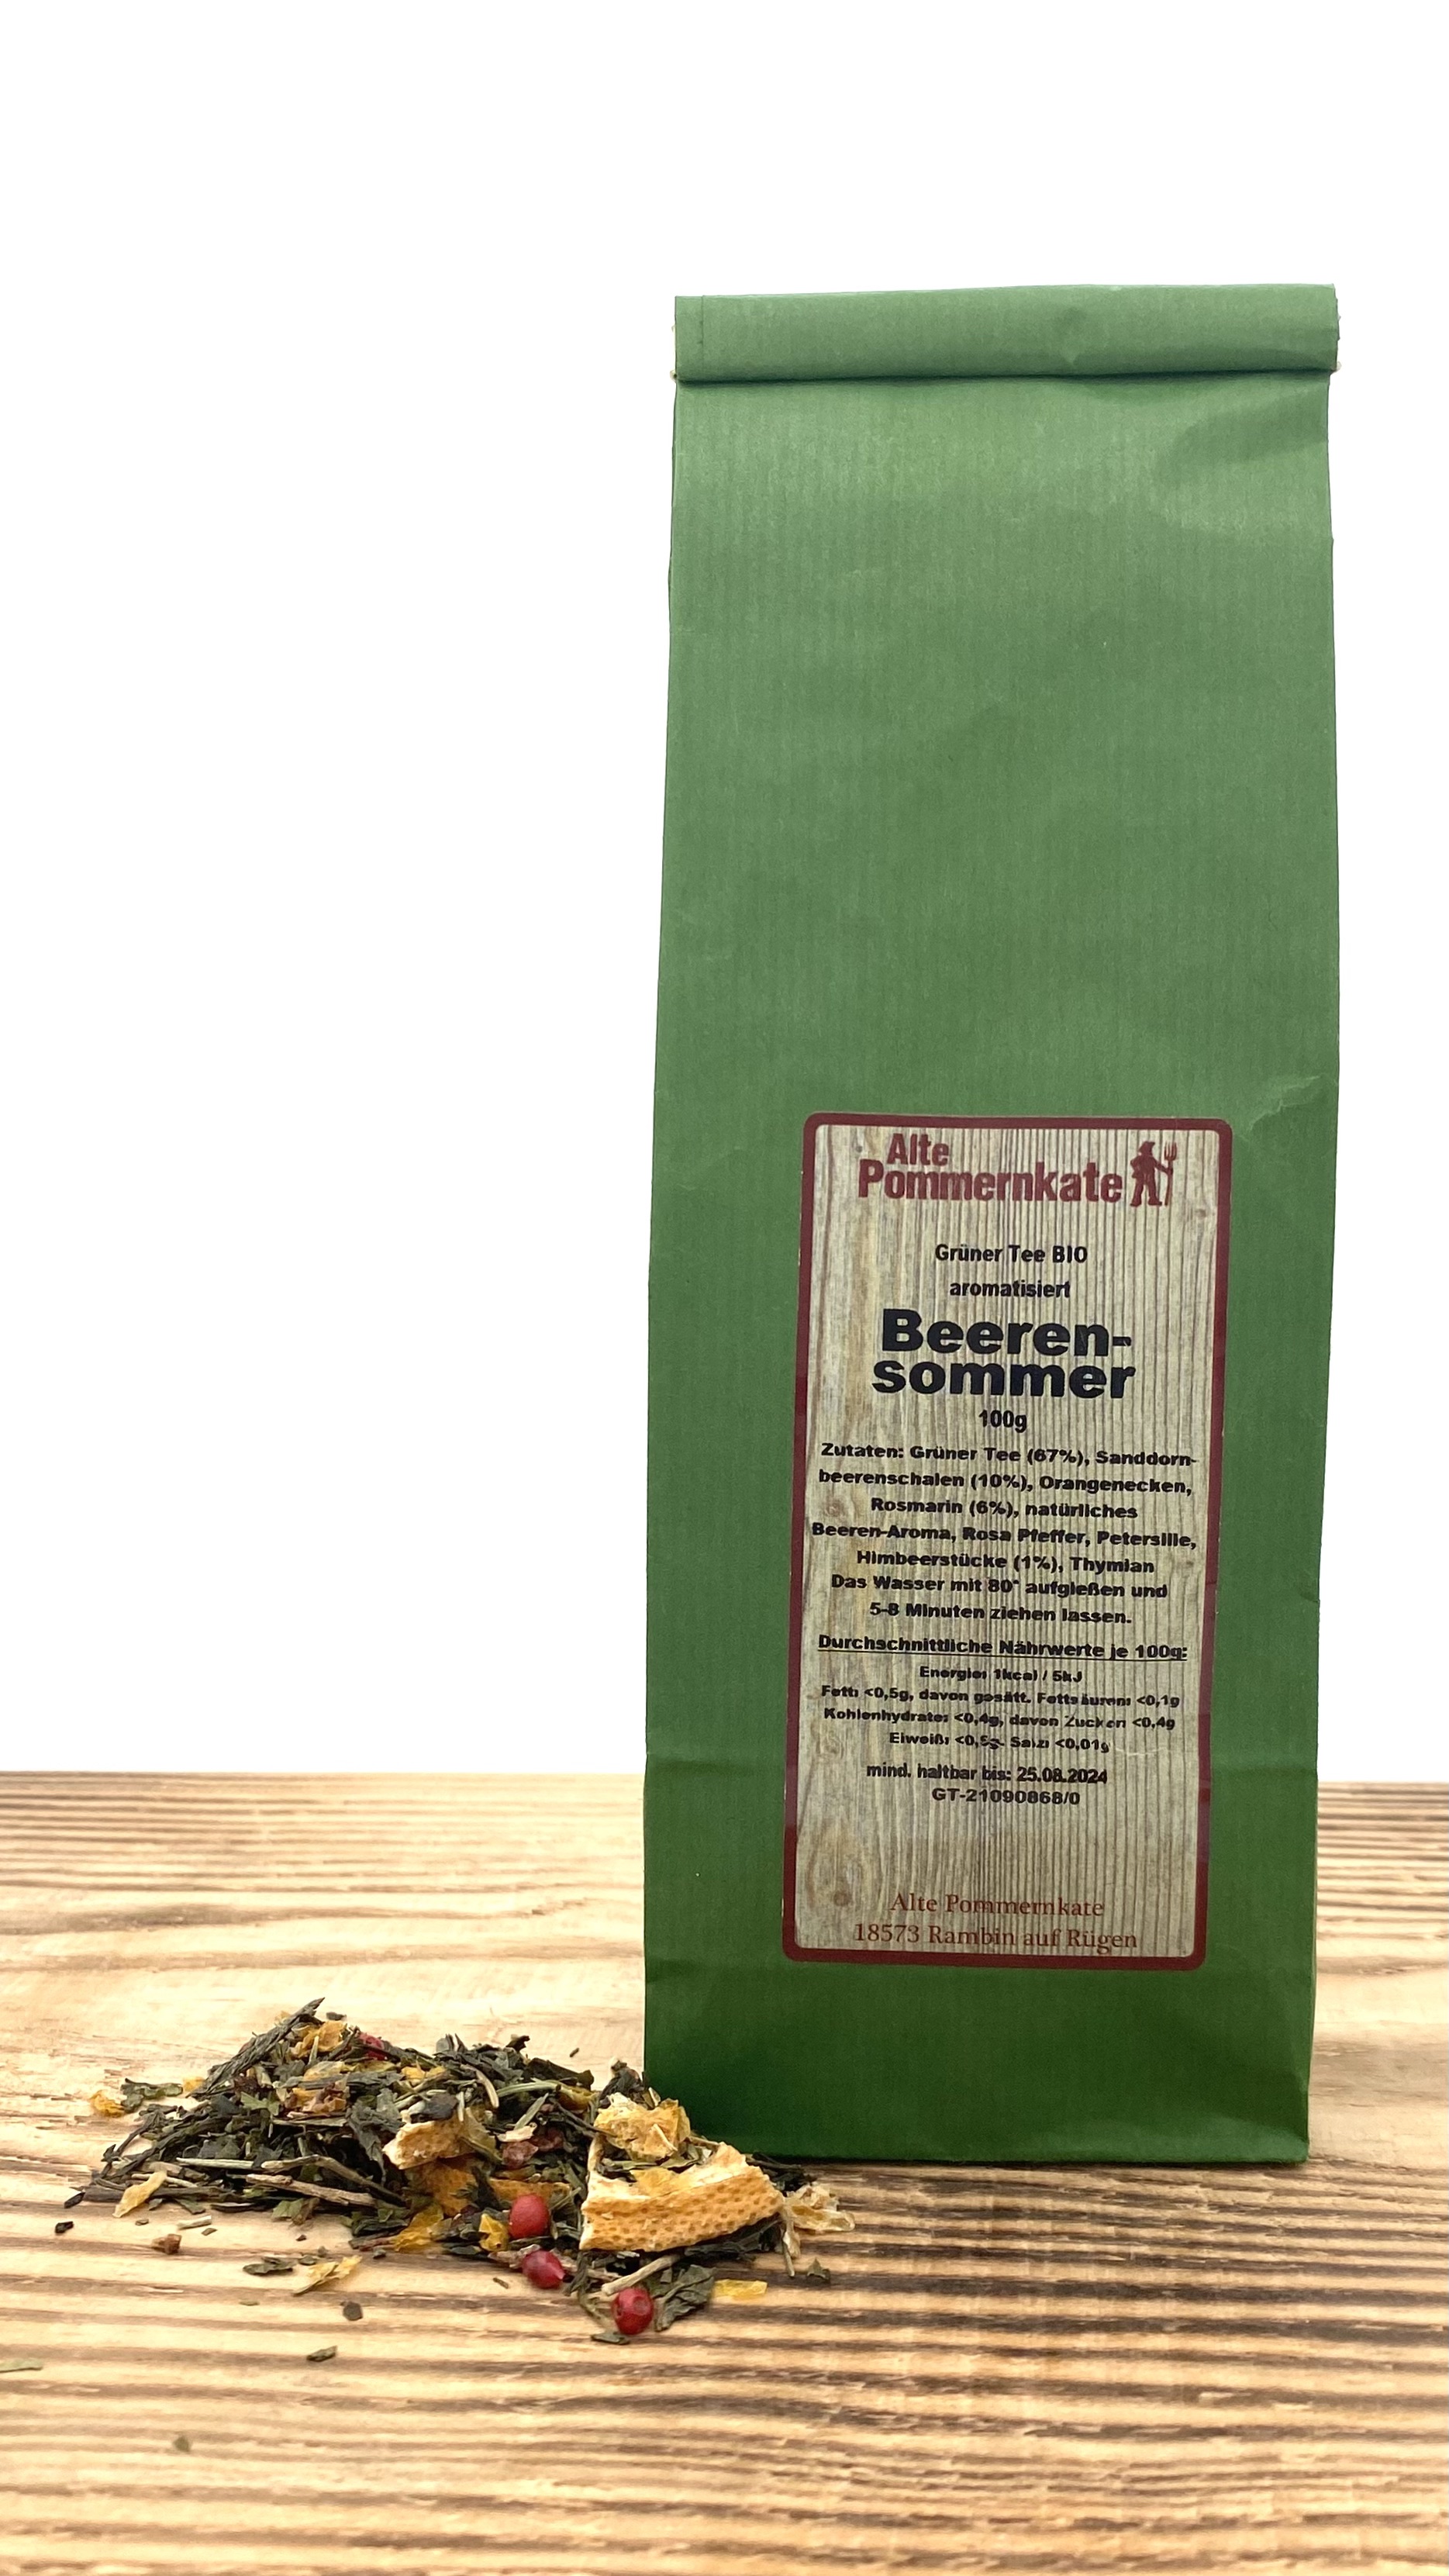 Alte
Pommernkate
Grüner Tee BIO
aromatisiert
Beeren-
sommer
100g
Zutaten: Grüner Tee (67%), Sanddorn-
beerenschalen (10%), Orangenecken,
Rosmarin (6%), natürliches
Beeren-Aroma, Rosa Pfeffer, Petersilie,
Himbeerstücke (1%), Thymian
Das Wasser mit 80° aufgießen und
5-8 Minuten ziehen lassen.
Durchschnittliche Nährwerte je 100g:
Energie: 1kcal / 5kJ
Fett: <0,5g, davon gesätt. Fettsäuren: <0,1g
Kohlenhydrate: <0,4g, davon Zucker: <0,4g
Eiweiß: <0,5g- Salz: <0,01g
mind. haltbar bis: 25.08.2024
GT-21090868/0
Alte Pommernkate
18573 Rambin auf Rügen